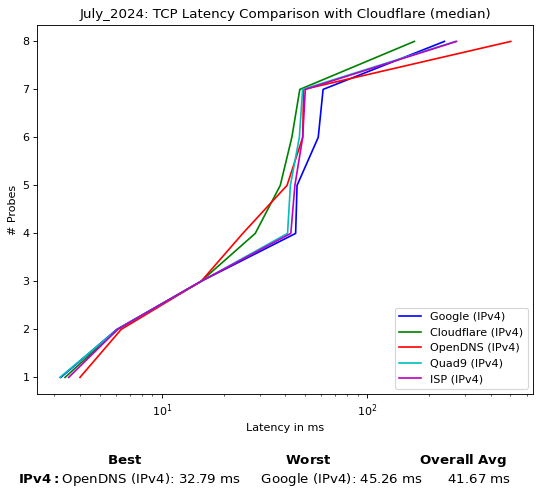 July_2024: TCP Latency Comparison with Cloudflare (median)
8
7
6
5
4
3
2
1
# Probes
Google (IPv4)
Cloudflare (IPv4)
OpenDNS (IPv4)
Quad9 (IPv4)
ISP (IPv4)
10¹ 10²
Latency in ms
Best Worst Overall Avg
IPv4: OpenDNS (IPv4): 32.79 ms Google (IPv4): 45.26 ms 41.67 ms